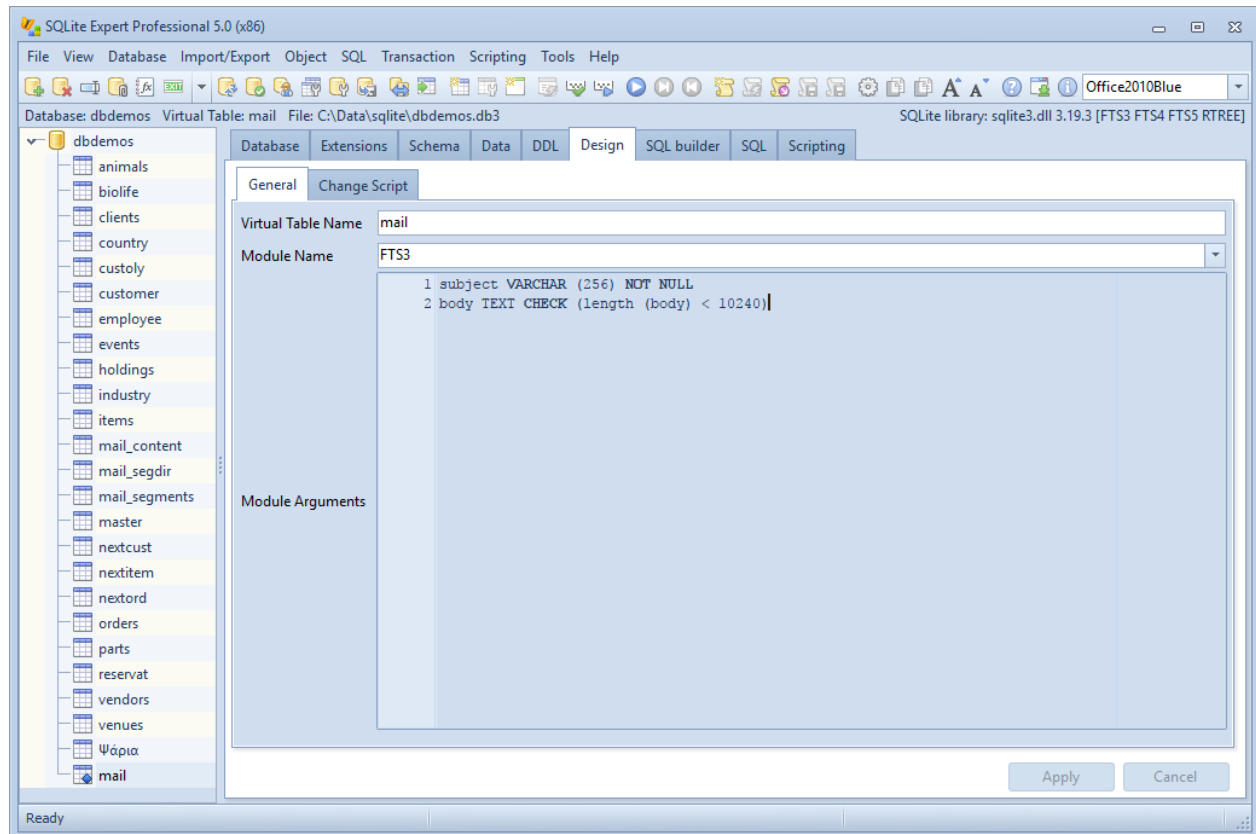 SQLite Expert Professional 5.0 (x86)
File View Database Import/Export Object SQL Transaction Scripting Tools Help
Office2010Blue
Database: dbdemos Virtual Table: mail File: C:\Data\sqlite\dbdemos.db3 SQLite library: sqlite3.dll 3.19.3 [FTS3 FTS4 FTS5 RTREE]
dbdemos
animals
biolife
clients
country
custoly
customer
employee
events
holdings
industry
items
mail_content
mail_segdir
mail_segments
master
nextcust
nextitem
nextord
orders
parts
reservat
vendors
venues
Ψάρια
mail
Database Extensions Schema Data DDL Design SQL builder SQL Scripting
General Change Script
Virtual Table Name mail
Module Name FTS3
1 subject VARCHAR (256) NOT NULL
2 body TEXT CHECK (length (body) < 10240)
Module Arguments
Apply Cancel
Ready